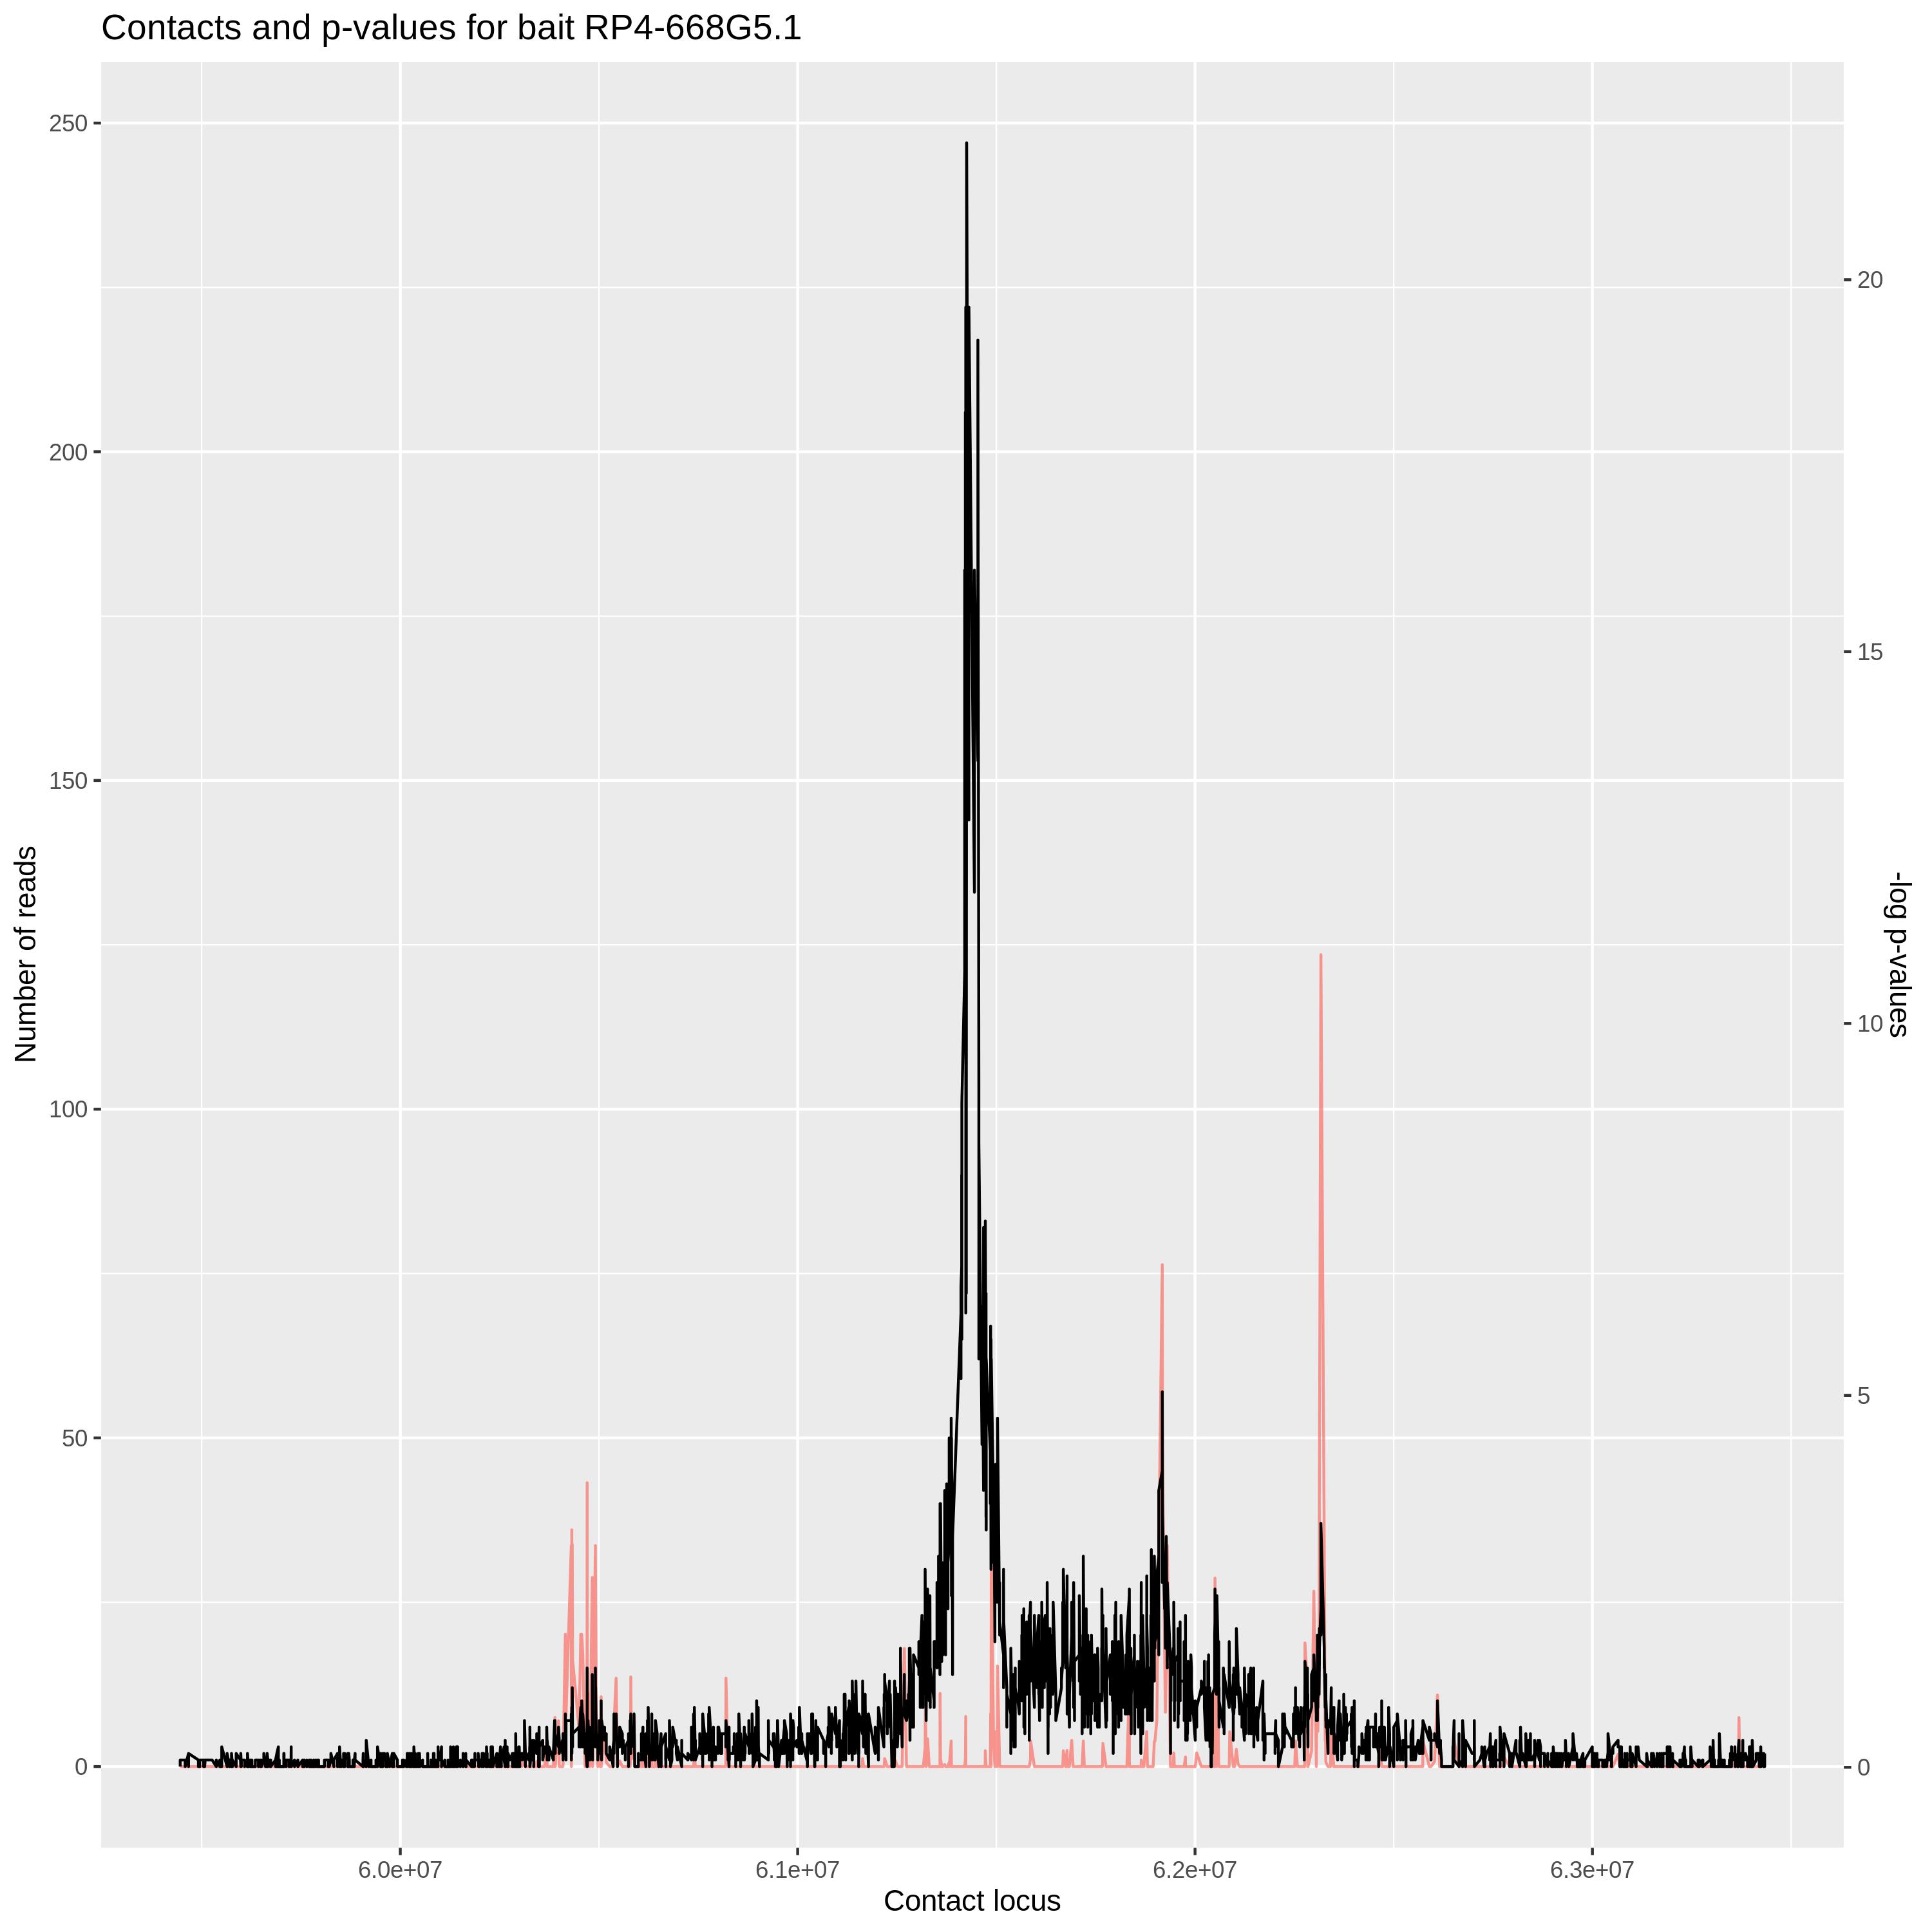 Contacts and p-values for bait RP4-668G5.1
250
200
150
100
50
0
Number of reads
20
15
10
5
0
-log p-values
6.0e+07
6.1e+07
6.2e+07
6.3e+07
Contact locus